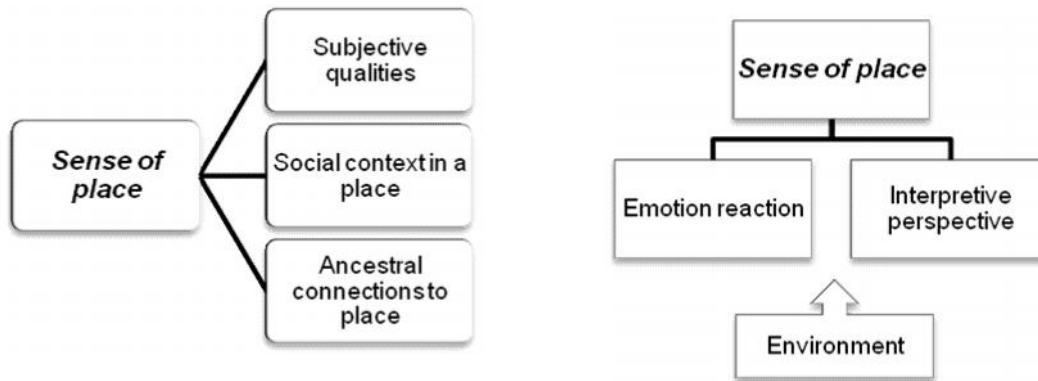 Subjective
qualities
Sense of
place
Social context in a
place
Ancestral
connections to
place
Sense of place
Emotion reaction
Interpretive
perspective
Environment